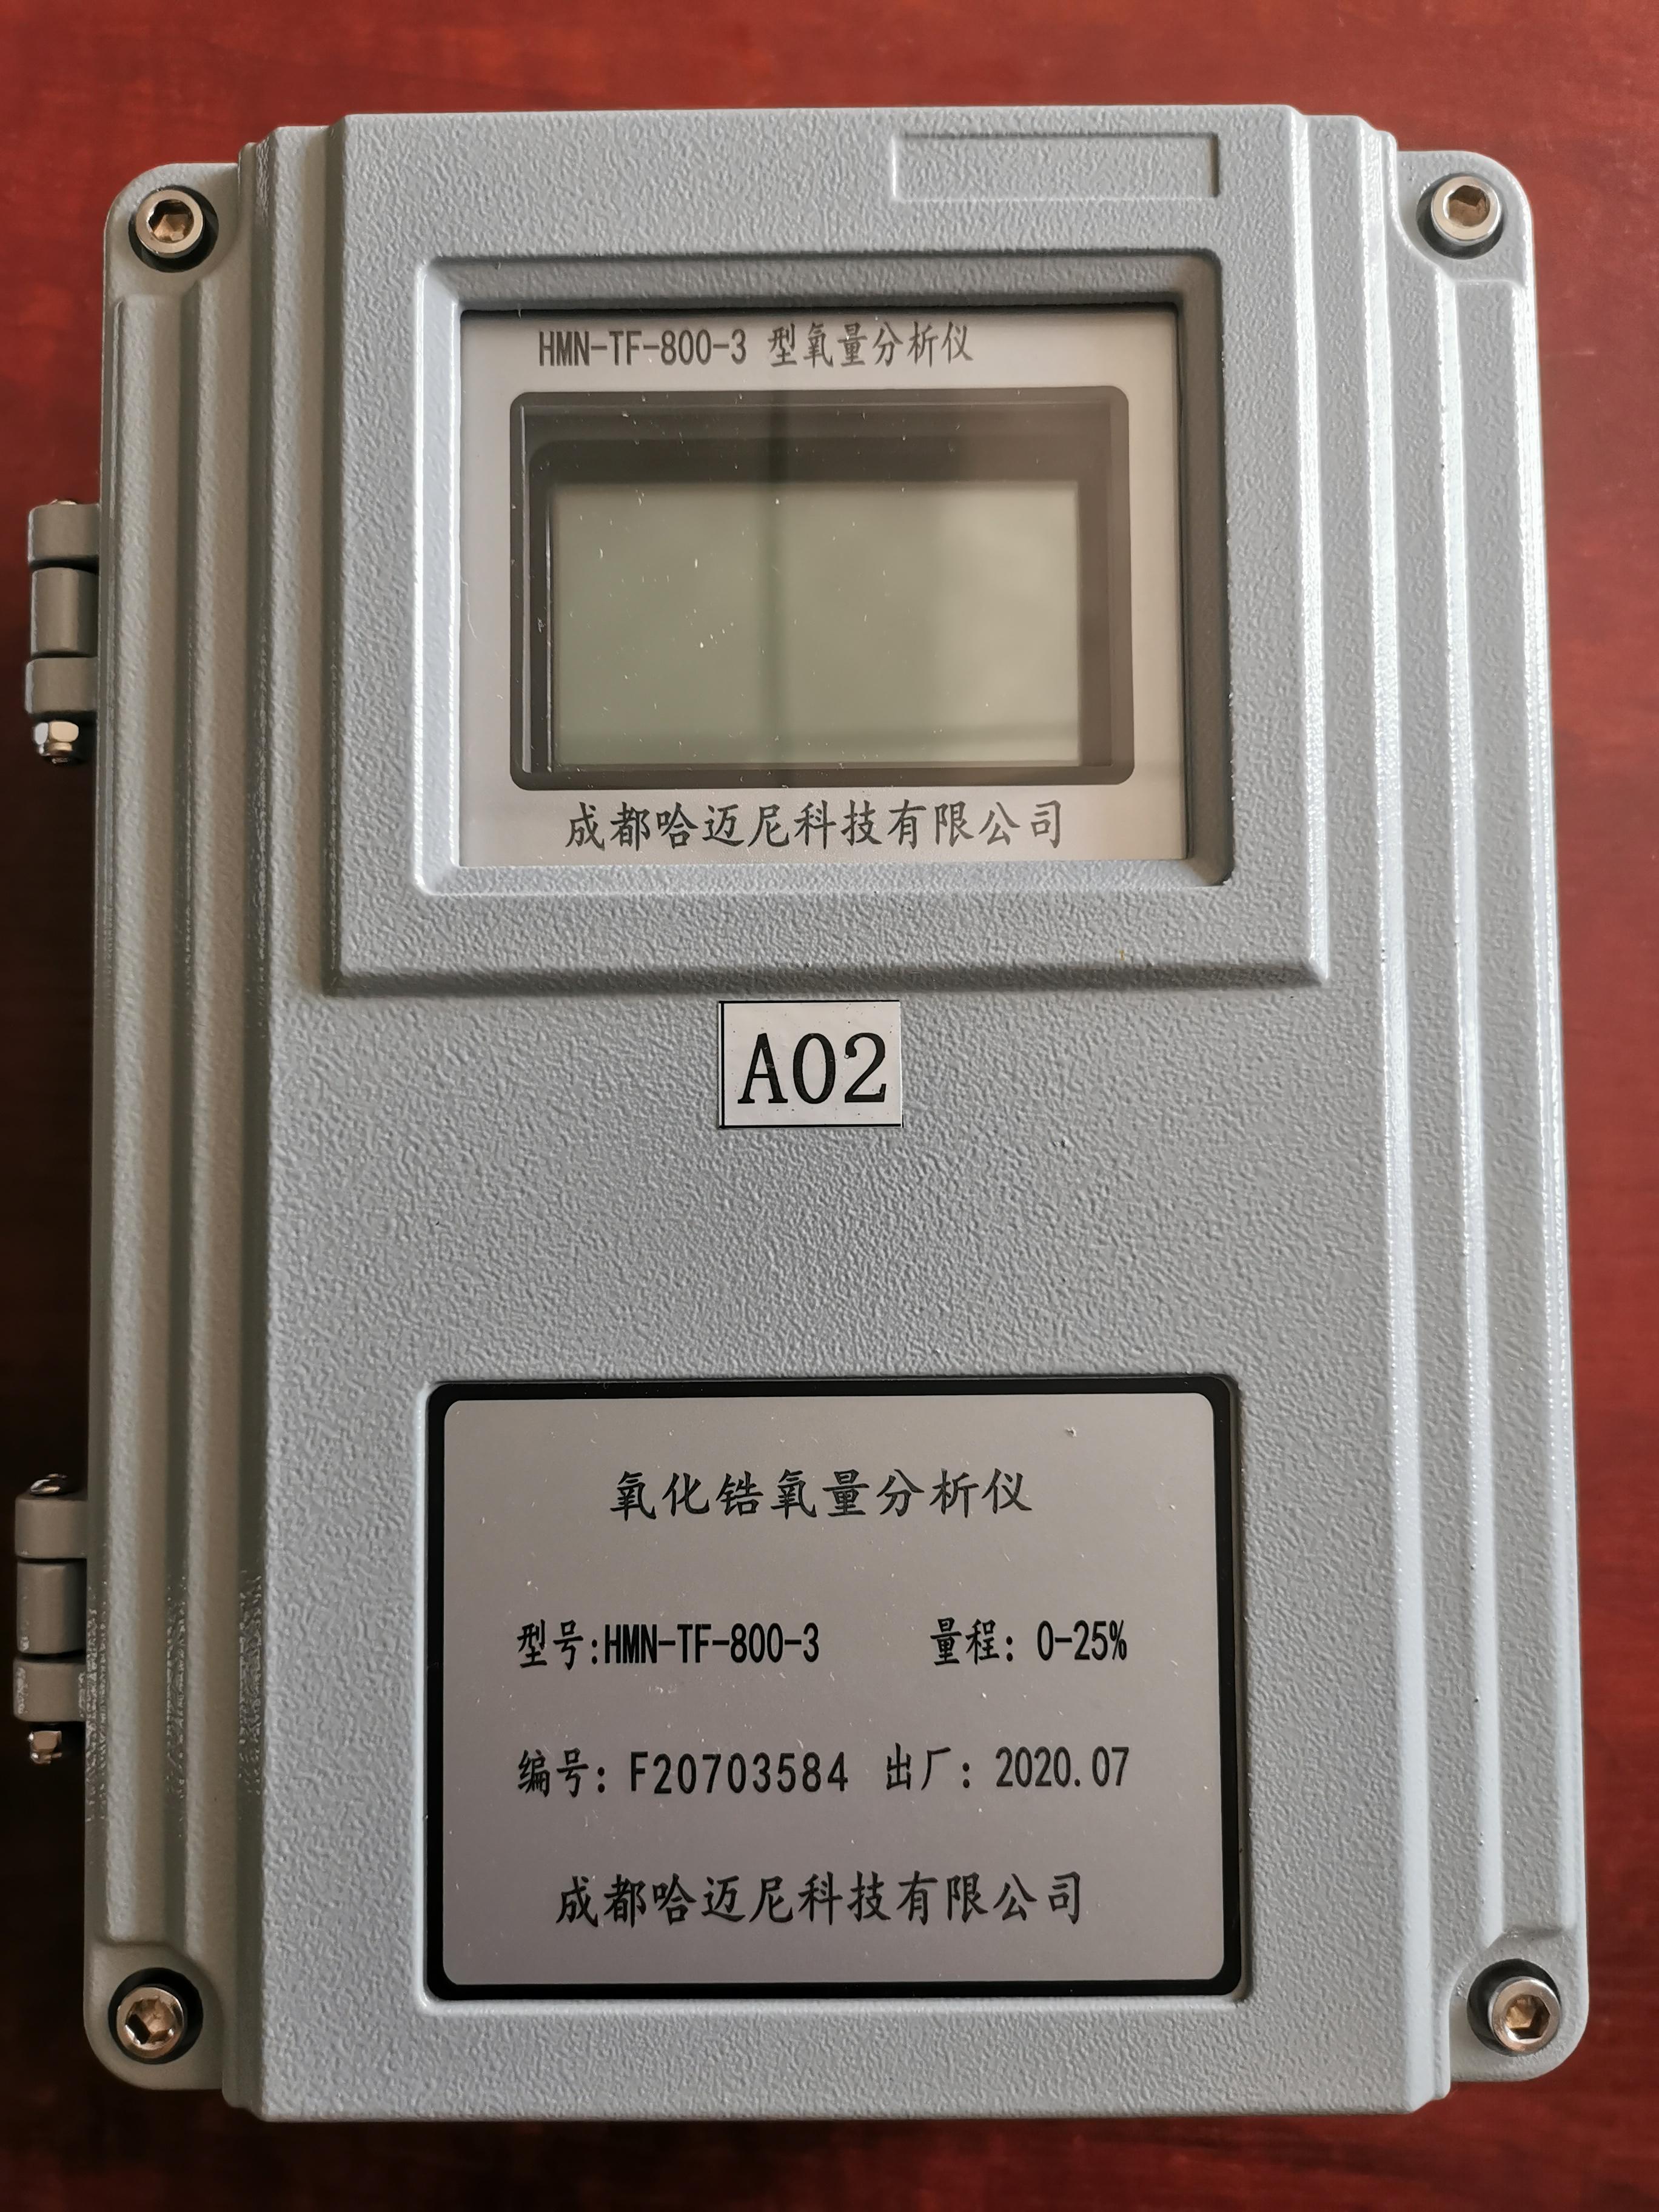 HMN-TF-800-3 型氧量分析仪
成都哈迈尼科技有限公司
A02
氧化锆氧量分析仪
型号:HMN-TF-800-3 量程: 0-25%
编号: F20703584 出厂: 2020.07
成都哈迈尼科技有限公司